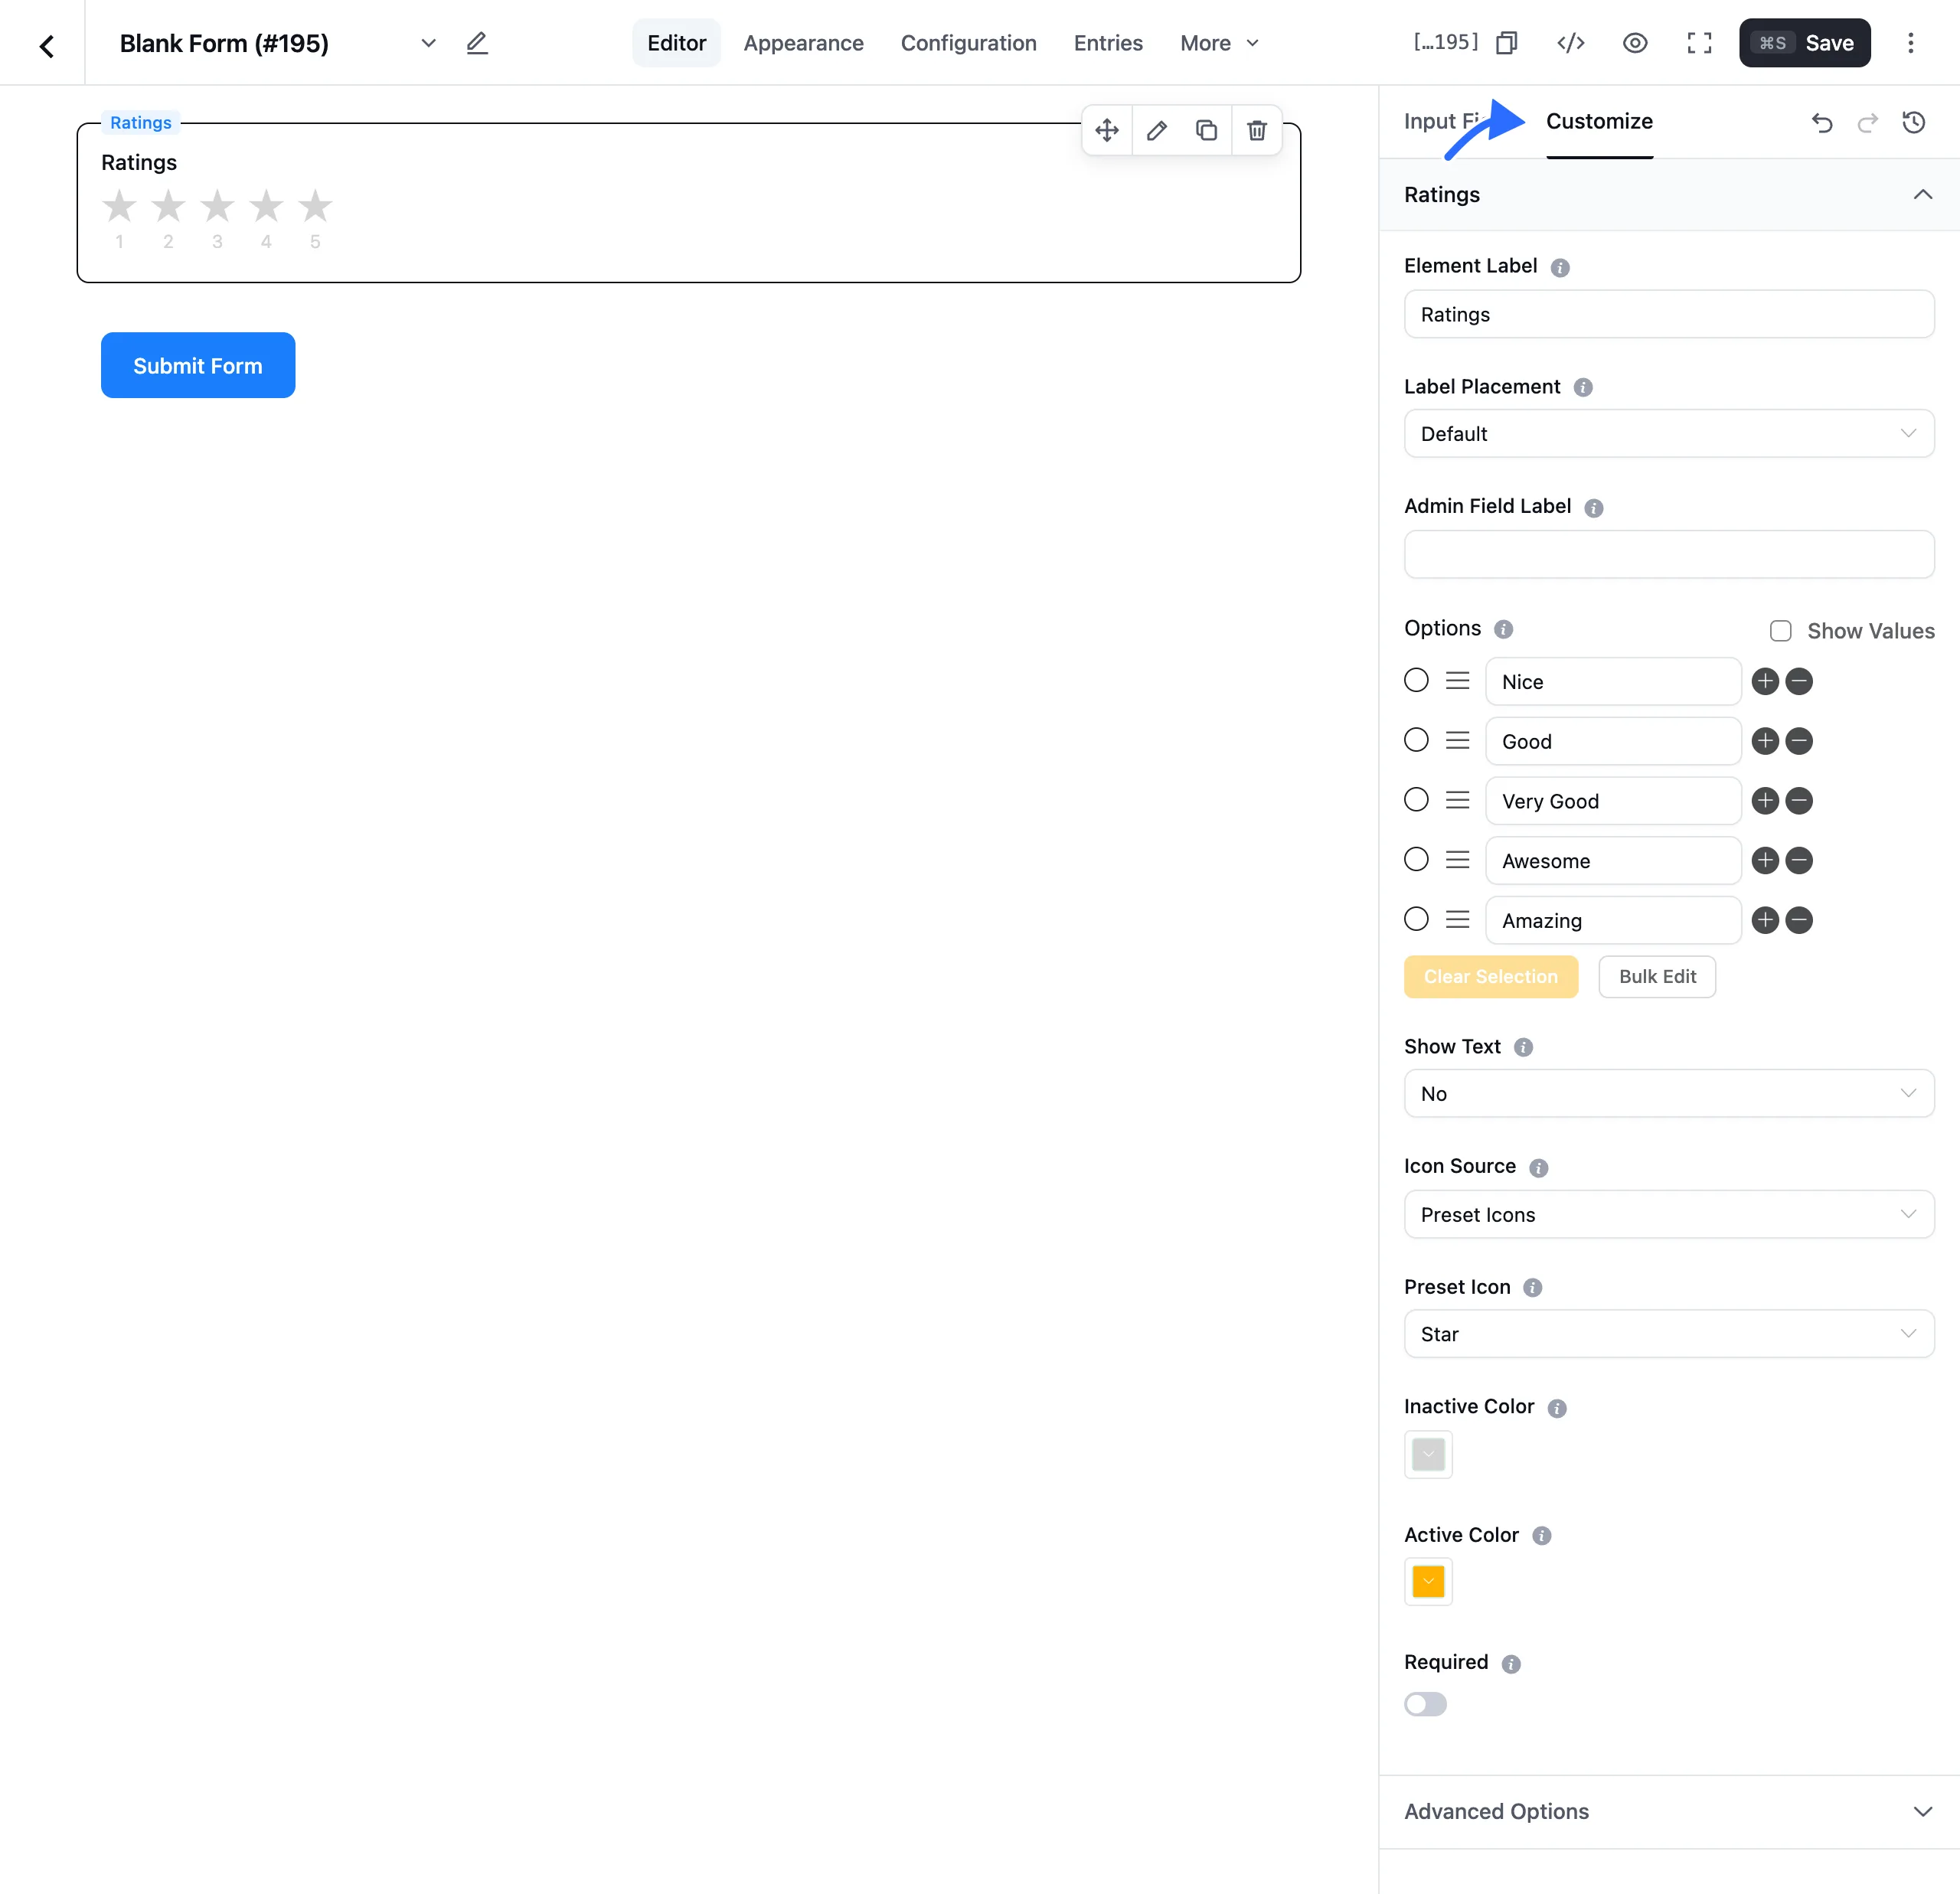 Blank Form (#195)
Editor
Appearance
Configuration
Entries
More
[…195]
</>
⌘S Save
Ratings
Ratings
1 2 3 4 5
Submit Form
Input
Customize
Ratings
Element Label
Ratings
Label Placement
Default
Admin Field Label
Options
Show Values
Nice
Good
Very Good
Awesome
Amazing
Clear Selection
Bulk Edit
Show Text
No
Icon Source
Preset Icons
Preset Icon
Star
Inactive Color
Active Color
Required
Advanced Options